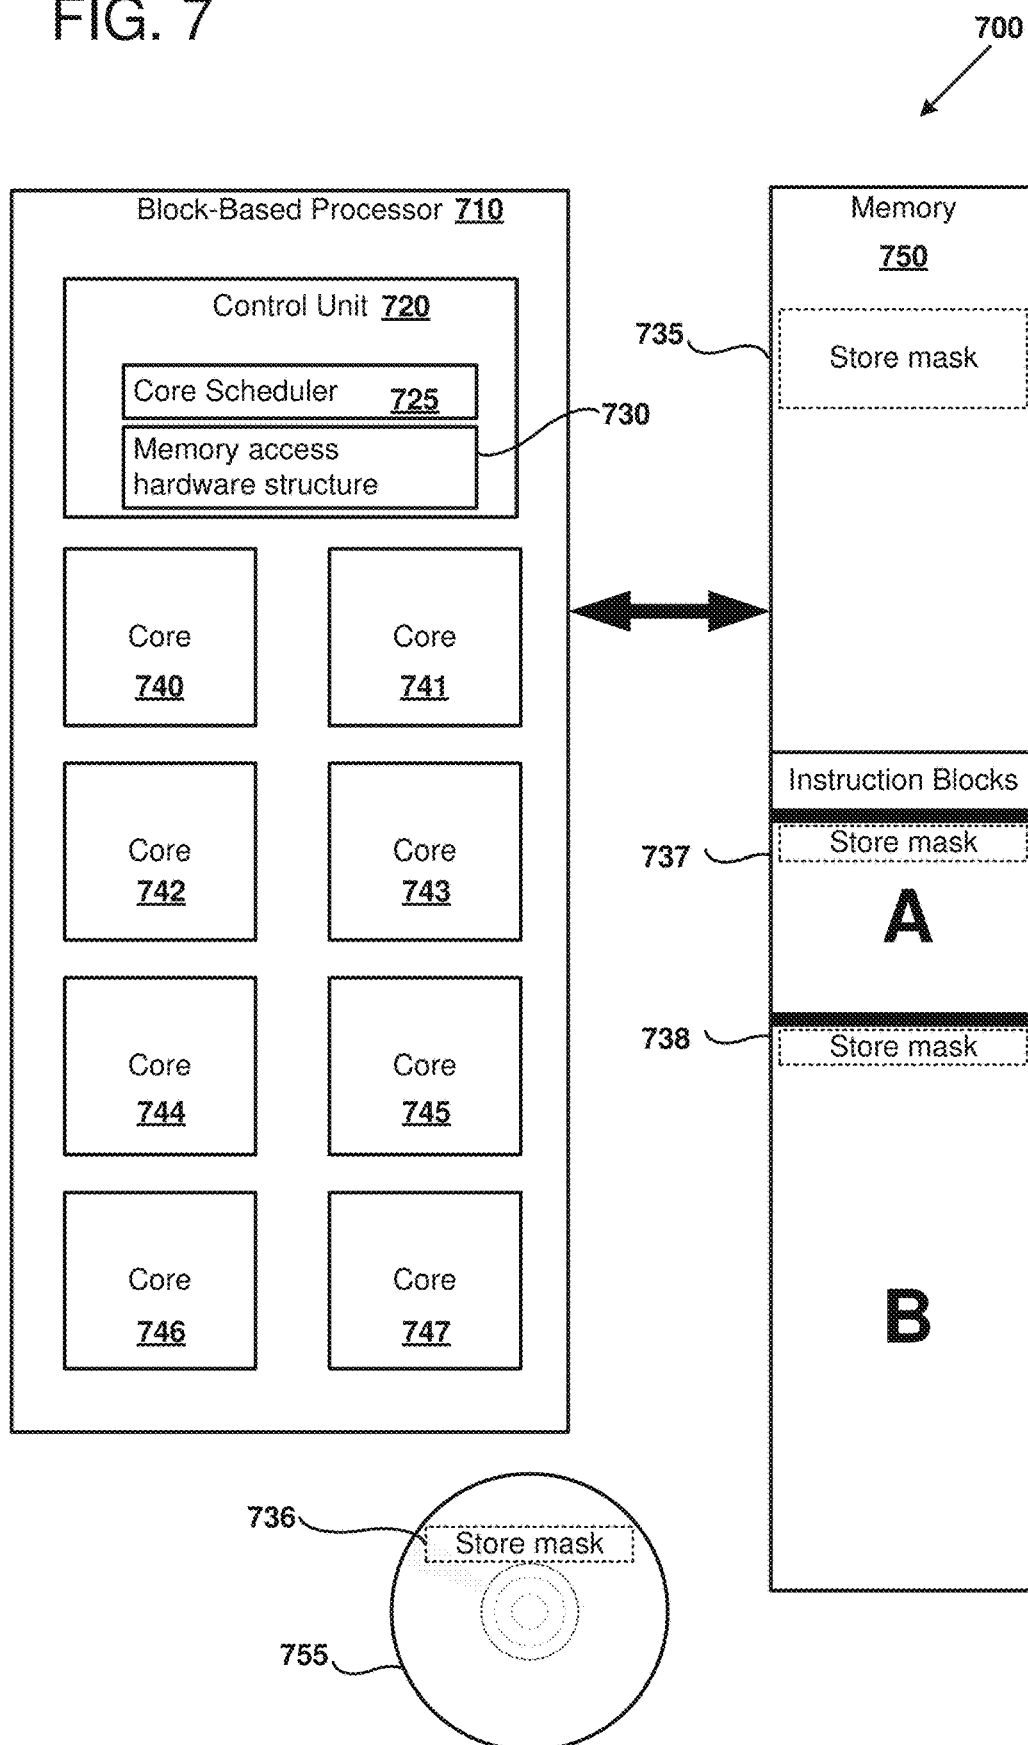 FIG. 7
700
Block-Based Processor 710
Control Unit 720
Core Scheduler 725
Memory access
hardware structure
730
Core
740
Core
741
Core
742
Core
743
Core
744
Core
745
Core
746
Core
747
Memory
750
735
Store mask
Instruction Blocks
737
Store mask
A
738
Store mask
B
736
Store mask
755